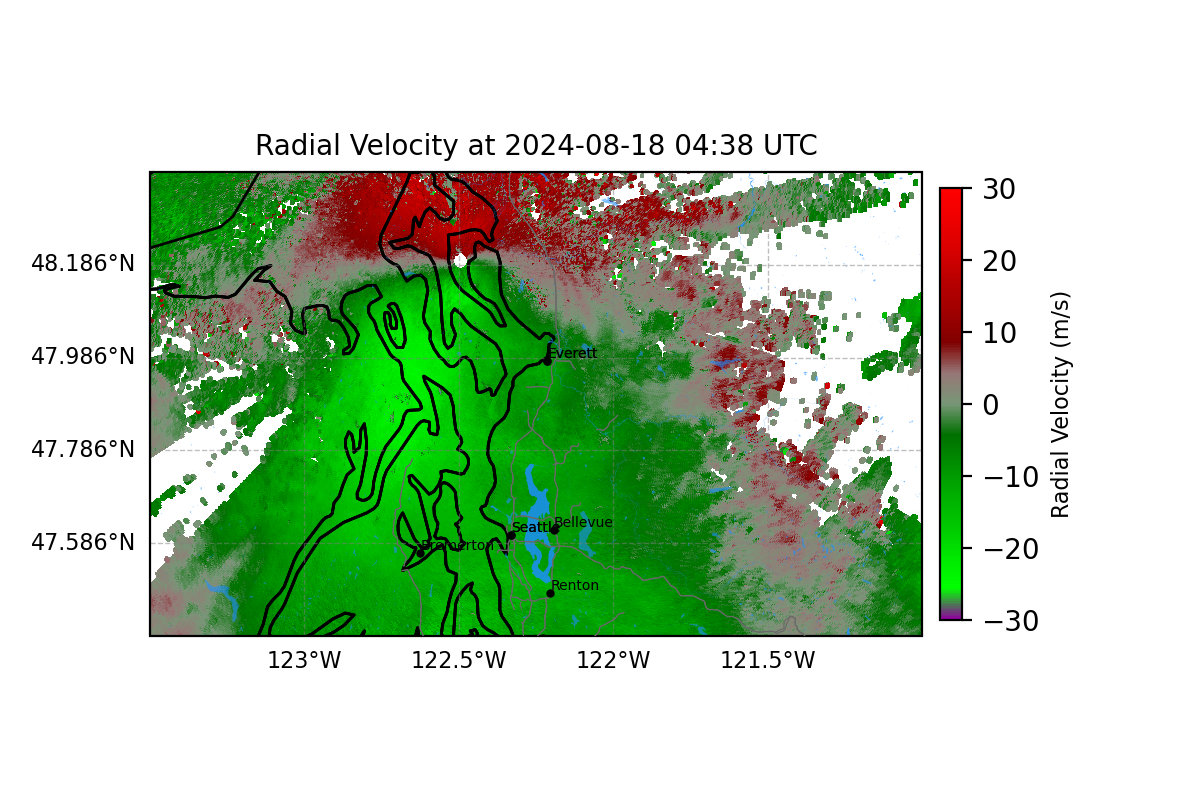 Radial Velocity at 2024-08-18 04:38 UTC
30
20
10
0
−10
−20
−30
Radial Velocity (m/s)
48.186°N
47.986°N
47.786°N
47.586°N
Everett
Seattle
Bellevue
Bremerton
Renton
123°W
122.5°W
122°W
121.5°W